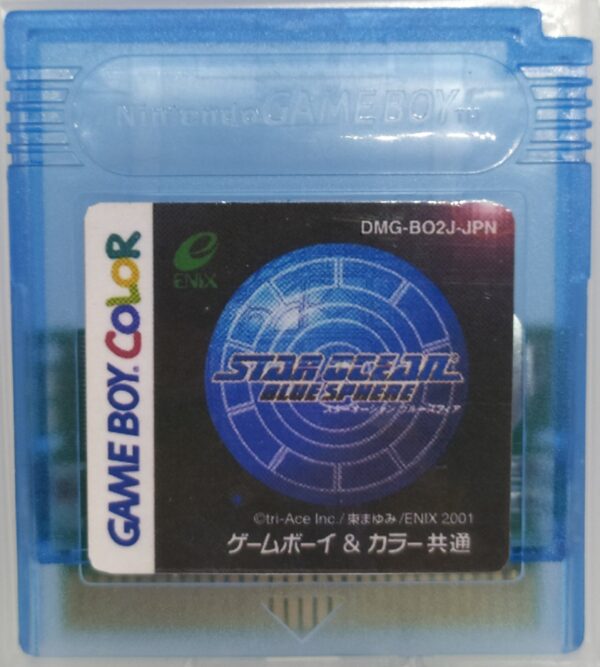 Nintendo GAMEBOY™
DMG-BO2J-JPN
ENIX
GAME BOY COLOR
STAR OCEAN
BLUE SPHERE
スターオーシャン ブルースフィア
©tri-Ace Inc./東まゆみ/ENIX 2001
ゲームボーイ & カラー共通